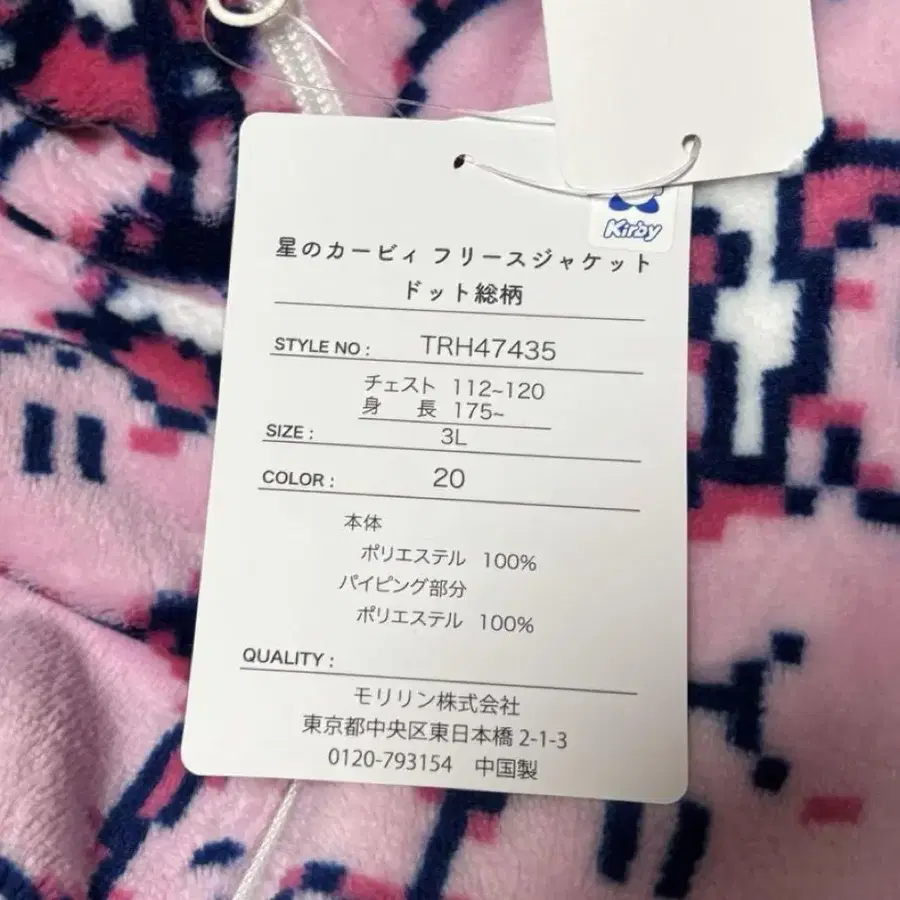 Kirby
星のカービィ フリースジャケット
ドット総柄
STYLE NO : TRH47435
チェスト 112~120
身 長 175~
SIZE : 3L
COLOR : 20
本体
ポリエステル 100%
パイピング部分
ポリエステル 100%
QUALITY :
モリリン株式会社
東京都中央区東日本橋 2-1-3
0120-793154 中国製